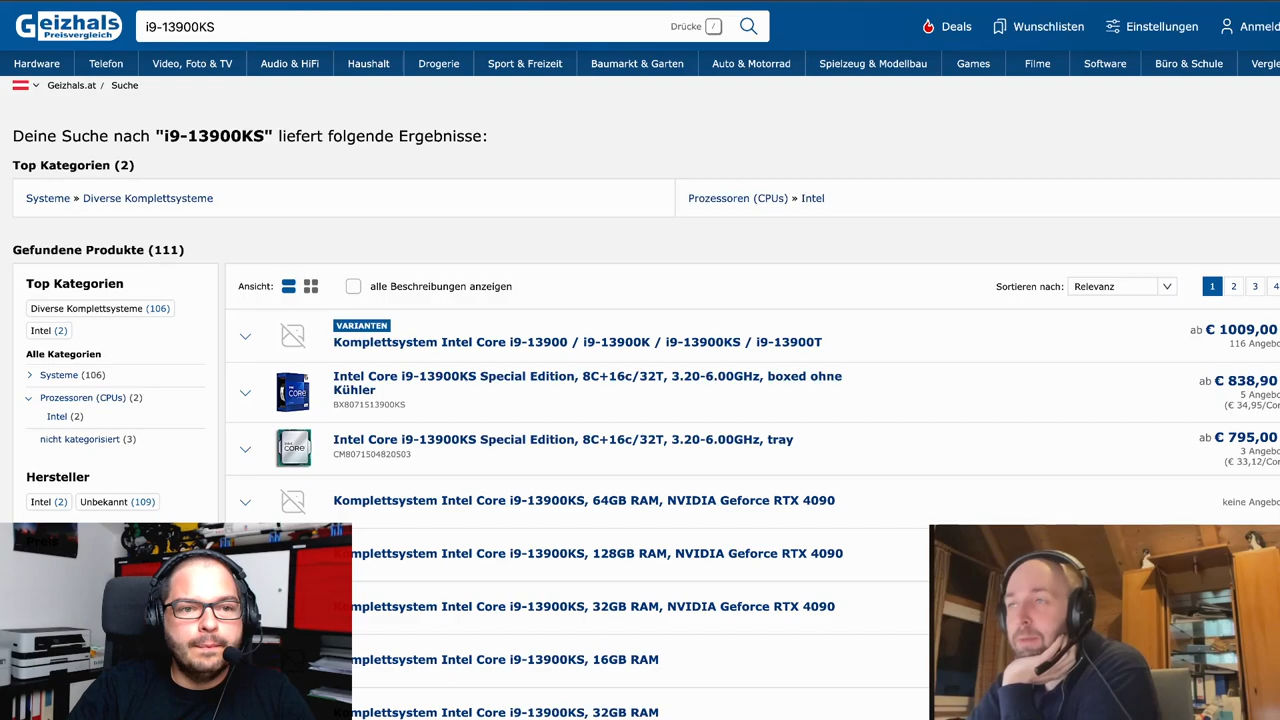 Geizhals
Preisvergleich
i9-13900KS
Drücke /
Deals
Wunschlisten
Einstellungen
Anmeld
Hardware
Telefon
Video, Foto & TV
Audio & HiFi
Haushalt
Drogerie
Sport & Freizeit
Baumarkt & Garten
Auto & Motorrad
Spielzeug & Modellbau
Games
Filme
Software
Büro & Schule
Vergle
Geizhals.at / Suche
Deine Suche nach "i9-13900KS" liefert folgende Ergebnisse:
Top Kategorien (2)
Systeme » Diverse Komplettsysteme
Prozessoren (CPUs) » Intel
Gefundene Produkte (111)
Top Kategorien
Diverse Komplettsysteme (106)
Intel (2)
Alle Kategorien
Systeme (106)
Prozessoren (CPUs) (2)
Intel (2)
nicht kategorisiert (3)
Hersteller
Intel (2) Unbekannt (109)
Preis
Ansicht:
alle Beschreibungen anzeigen
Sortieren nach: Relevanz
1 2 3 4
VARIANTEN
Komplettsystem Intel Core i9-13900 / i9-13900K / i9-13900KS / i9-13900T
ab € 1009,00
116 Angebo
Intel Core i9-13900KS Special Edition, 8C+16c/32T, 3.20-6.00GHz, boxed ohne
Kühler
BX8071513900KS
ab € 838,90
5 Angebo
(€ 34,95/Cor
Intel Core i9-13900KS Special Edition, 8C+16c/32T, 3.20-6.00GHz, tray
CM8071504820503
ab € 795,00
3 Angebo
(€ 33,12/Cor
Komplettsystem Intel Core i9-13900KS, 64GB RAM, NVIDIA Geforce RTX 4090
keine Angebo
Komplettsystem Intel Core i9-13900KS, 128GB RAM, NVIDIA Geforce RTX 4090
Komplettsystem Intel Core i9-13900KS, 32GB RAM, NVIDIA Geforce RTX 4090
Komplettsystem Intel Core i9-13900KS, 16GB RAM
Komplettsystem Intel Core i9-13900KS, 32GB RAM